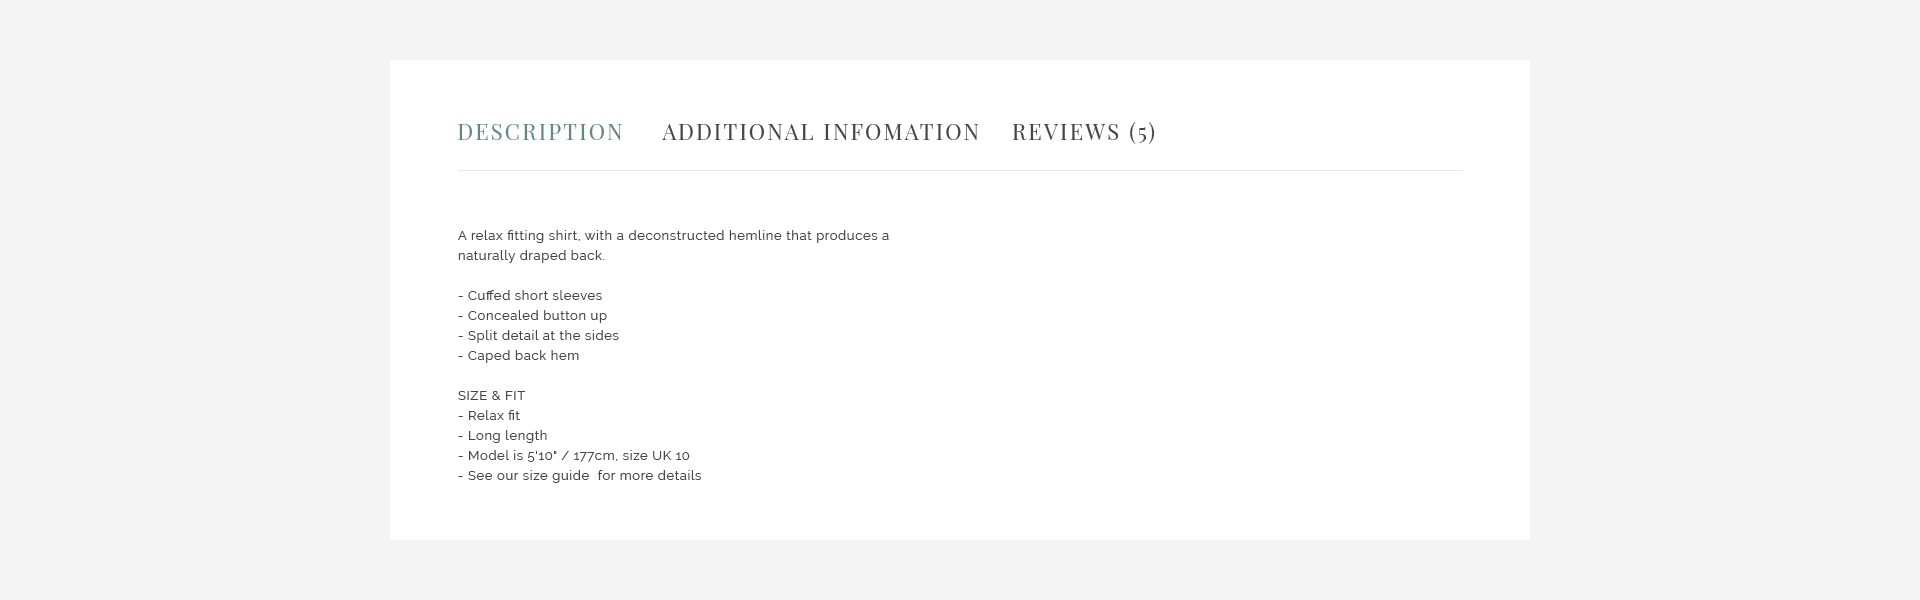 DESCRIPTION ADDITIONAL INFOMATION REVIEWS (5)
A relax fitting shirt, with a deconstructed hemline that produces a
naturally draped back.
- Cuffed short sleeves
- Concealed button up
- Split detail at the sides
- Caped back hem
SIZE & FIT
- Relax fit
- Long length
- Model is 5'10" / 177cm, size UK 10
- See our size guide  for more details